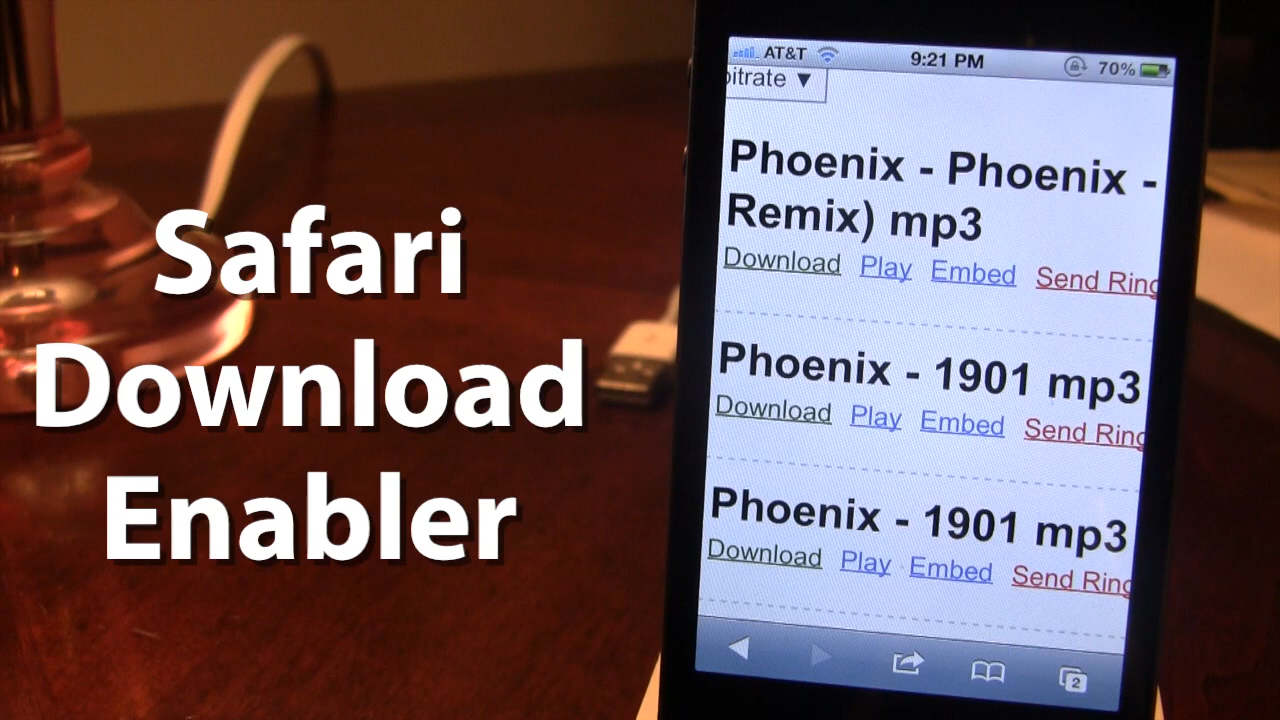 Safari
Download
Enabler
AT&T 9:21 PM 70%
bitrate ▼
Phoenix - Phoenix -
Remix) mp3
Download Play Embed Send Ring
Phoenix - 1901 mp3
Download Play Embed Send Ring
Phoenix - 1901 mp3
Download Play Embed Send Ring
2